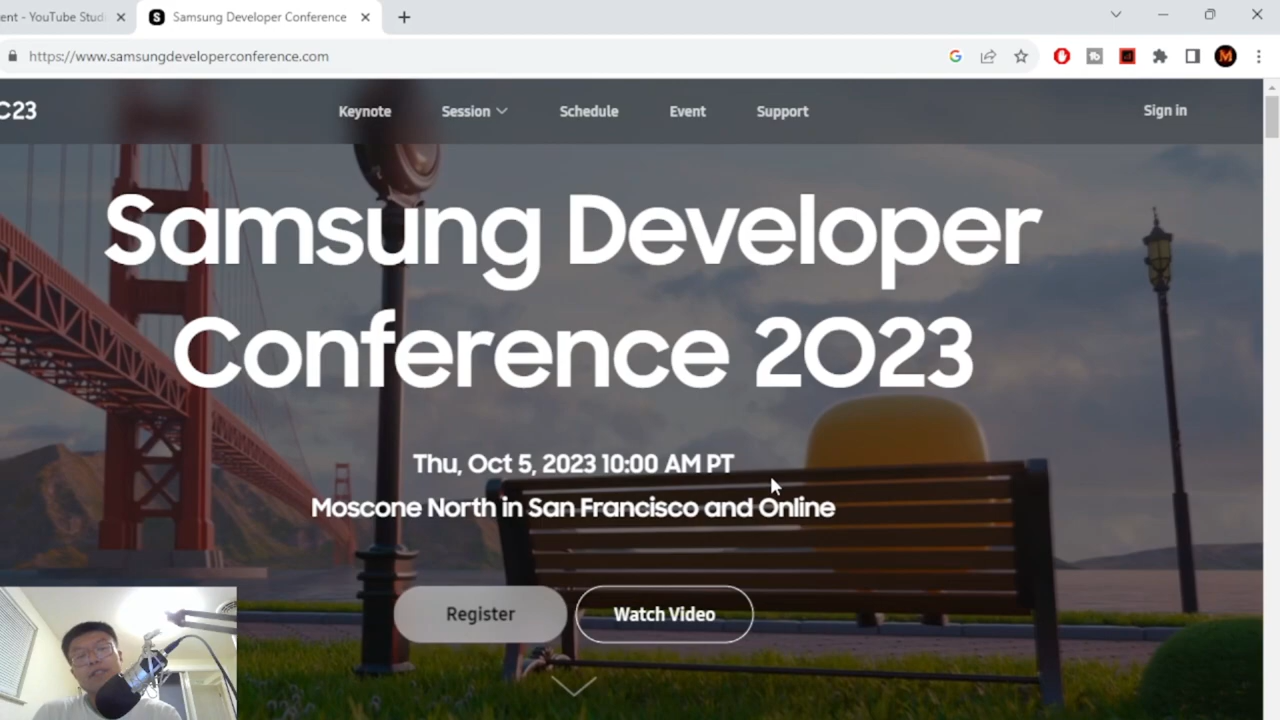 ent - YouTube Stud
Samsung Developer Conference
https://www.samsungdeveloperconference.com
C23
Keynote
Session
Schedule
Event
Support
Sign in
Samsung Developer
Conference 2023
Thu, Oct 5, 2023 10:00 AM PT
Moscone North in San Francisco and Online
Register
Watch Video